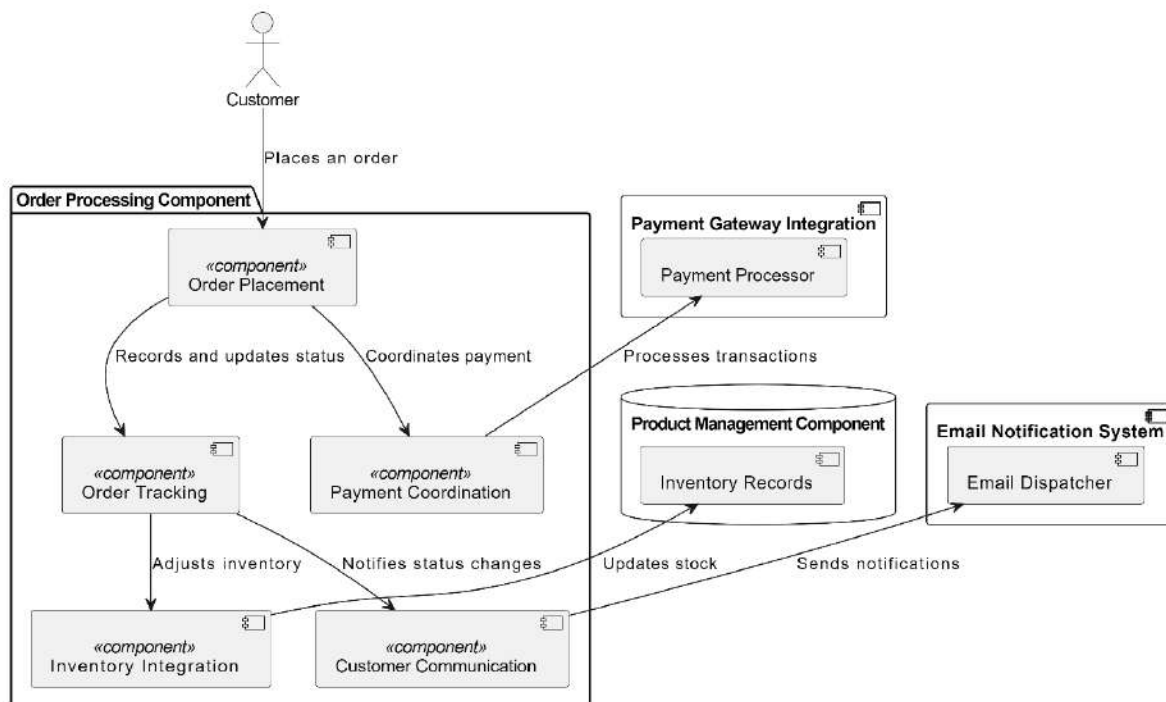 Customer
Places an order
Order Processing Component
«component»
Order Placement
Payment Gateway Integration
Payment Processor
Records and updates status
Coordinates payment
Processes transactions
Product Management Component
Inventory Records
Email Notification System
Email Dispatcher
«component»
Order Tracking
«component»
Payment Coordination
Adjusts inventory
Notifies status changes
Updates stock
Sends notifications
«component»
Inventory Integration
«component»
Customer Communication